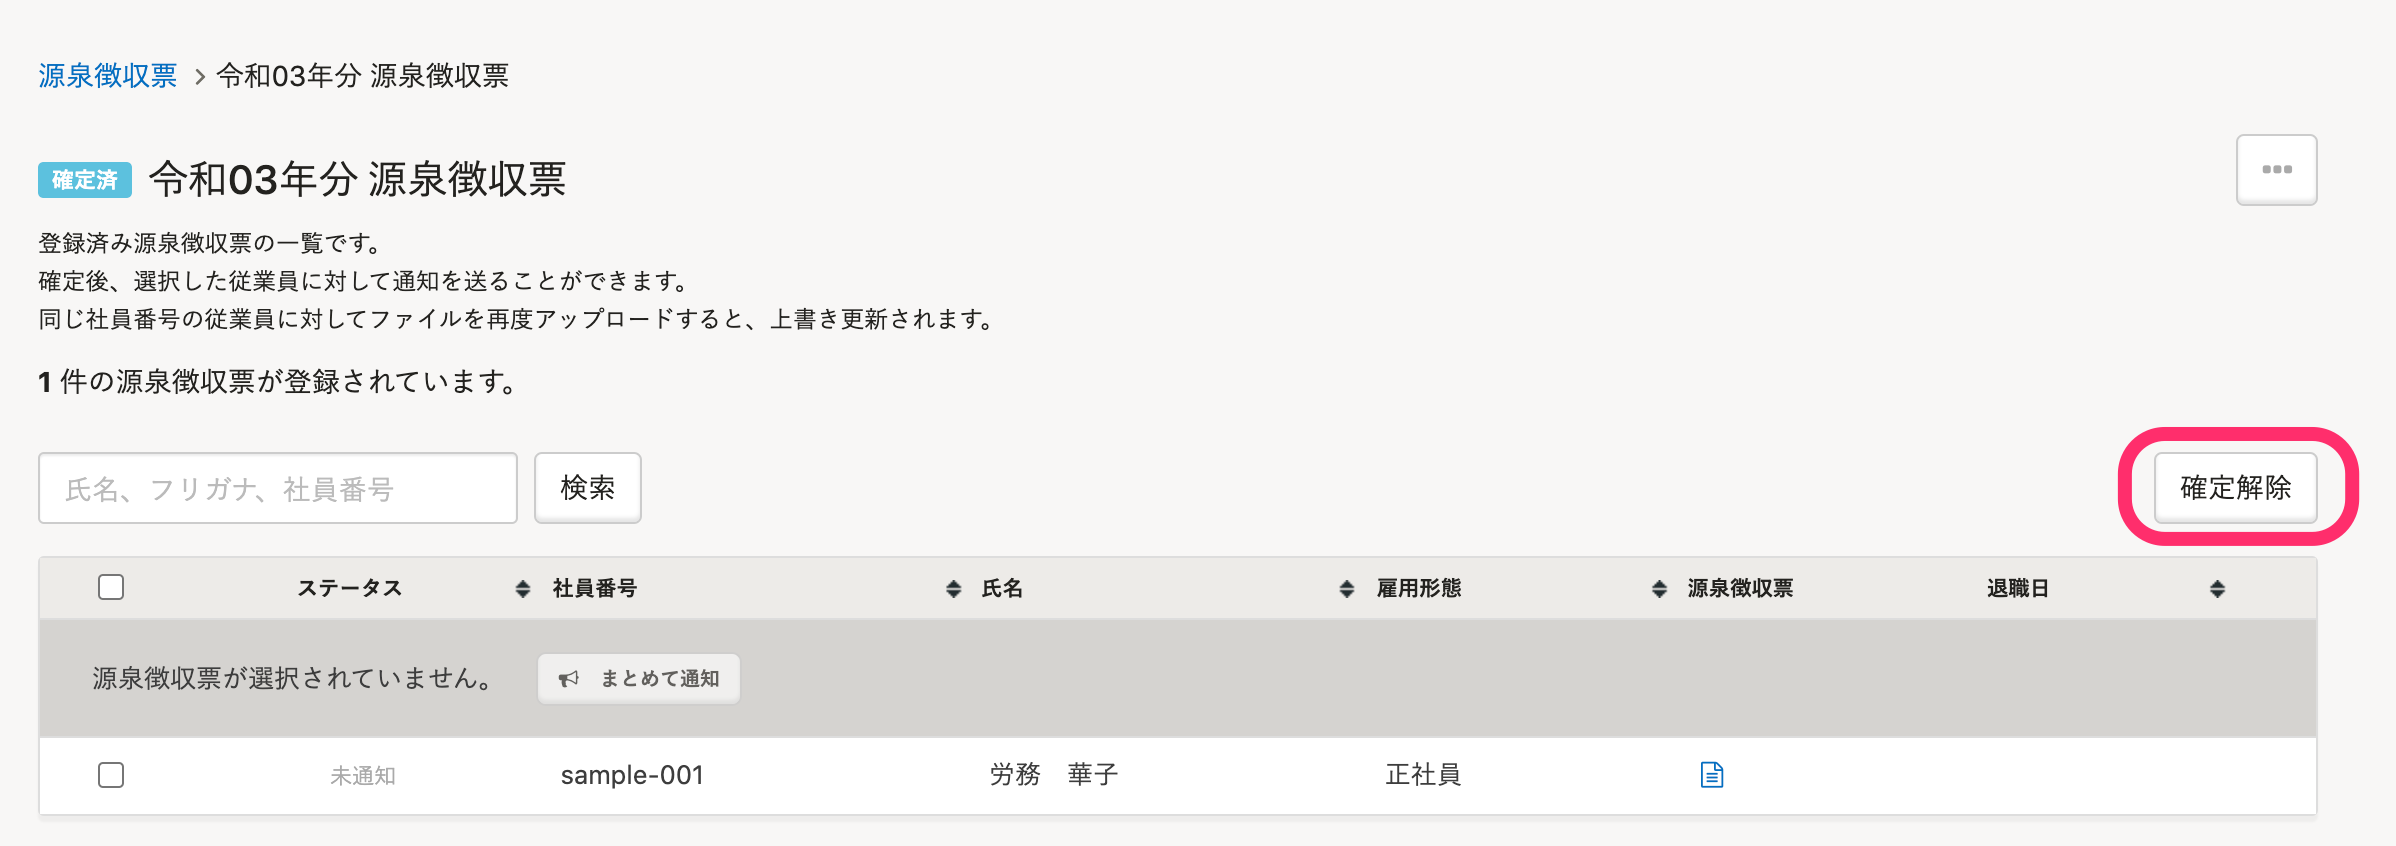 源泉徴収票 > 令和03年分 源泉徴収票
確定済 令和03年分 源泉徴収票
登録済み源泉徴収票の一覧です。
確定後、選択した従業員に対して通知を送ることができます。
同じ社員番号の従業員に対してファイルを再度アップロードすると、上書き更新されます。
1 件の源泉徴収票が登録されています。
氏名、フリガナ、社員番号 検索 確定解除
ステータス 社員番号 氏名 雇用形態 源泉徴収票 退職日
源泉徴収票が選択されていません。 まとめて通知
未通知 sample-001 労務　華子 正社員